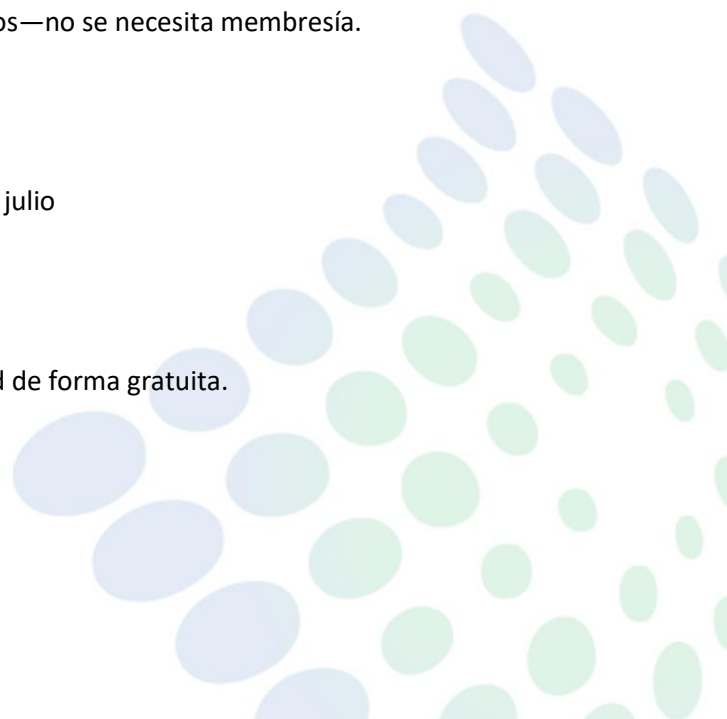 os—no se necesita membresía.
julio
d de forma gratuita.